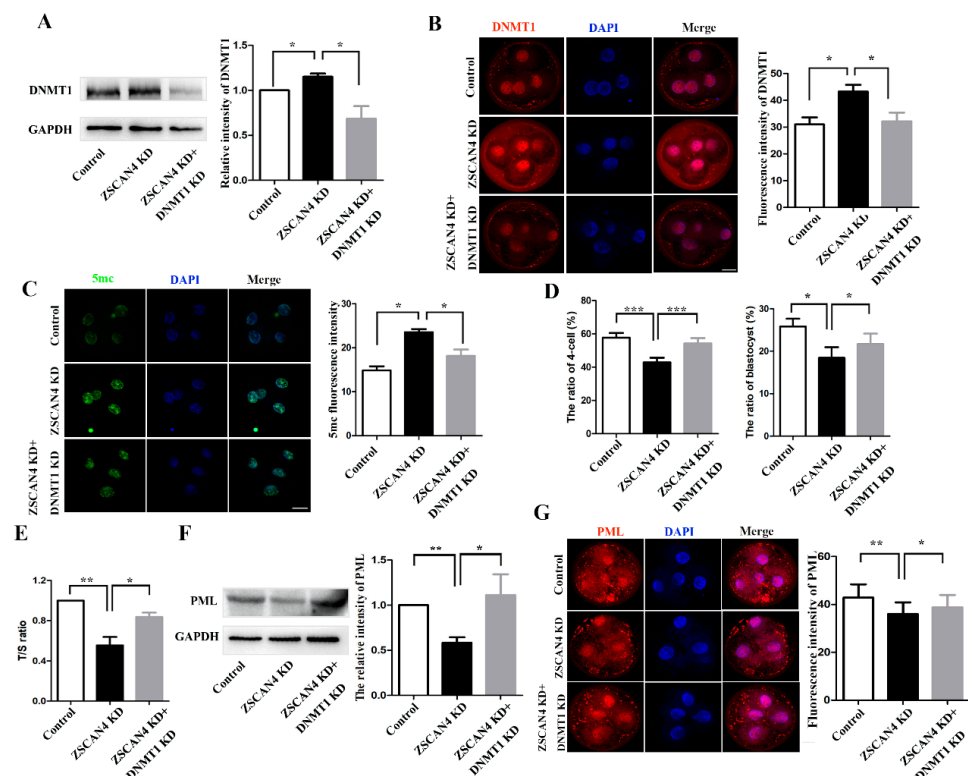 A
DNMT1
GAPDH
Control
ZSCAN4 KD
ZSCAN4 KD+
DNMT1 KD
Relative intensity of DNMT1
1.5
1.0
0.5
0.0
*
*
Control
ZSCAN4 KD
ZSCAN4 KD+
DNMT1 KD
B
DNMT1
DAPI
Merge
Control
ZSCAN4 KD
ZSCAN4 KD+
DNMT1 KD
Fluorescence intensity of DNMT1
50
40
30
20
10
0
*
*
Control
ZSCAN4 KD
ZSCAN4 KD+
DNMT1 KD
C
5mc
DAPI
Merge
Control
ZSCAN4 KD
ZSCAN4 KD+
DNMT1 KD
5mc fluorescence intensity
30
20
10
0
*
*
Control
ZSCAN4 KD
ZSCAN4 KD+
DNMT1 KD
D
The ratio of 4-cell (%)
80
60
40
20
0
***
***
Control
ZSCAN4 KD
ZSCAN4 KD+
DNMT1 KD
The ratio of blastocyst (%)
30
20
10
0
*
*
Control
ZSCAN4 KD
ZSCAN4 KD+
DNMT1 KD
E
T/S ratio
1.2
0.8
0.4
0.0
**
*
Control
ZSCAN4 KD
ZSCAN4 KD+
DNMT1 KD
F
PML
GAPDH
Control
ZSCAN4 KD
ZSCAN4 KD+
DNMT1 KD
The relative intensity of PML
1.5
1.0
0.5
0.0
**
*
Control
ZSCAN4 KD
ZSCAN4 KD+
DNMT1 KD
G
PML
DAPI
Merge
Control
ZSCAN4 KD
ZSCAN4 KD+
DNMT1 KD
Fluorescence intensity of PML
60
40
20
0
**
*
Control
ZSCAN4 KD
ZSCAN4 KD+
DNMT1 KD